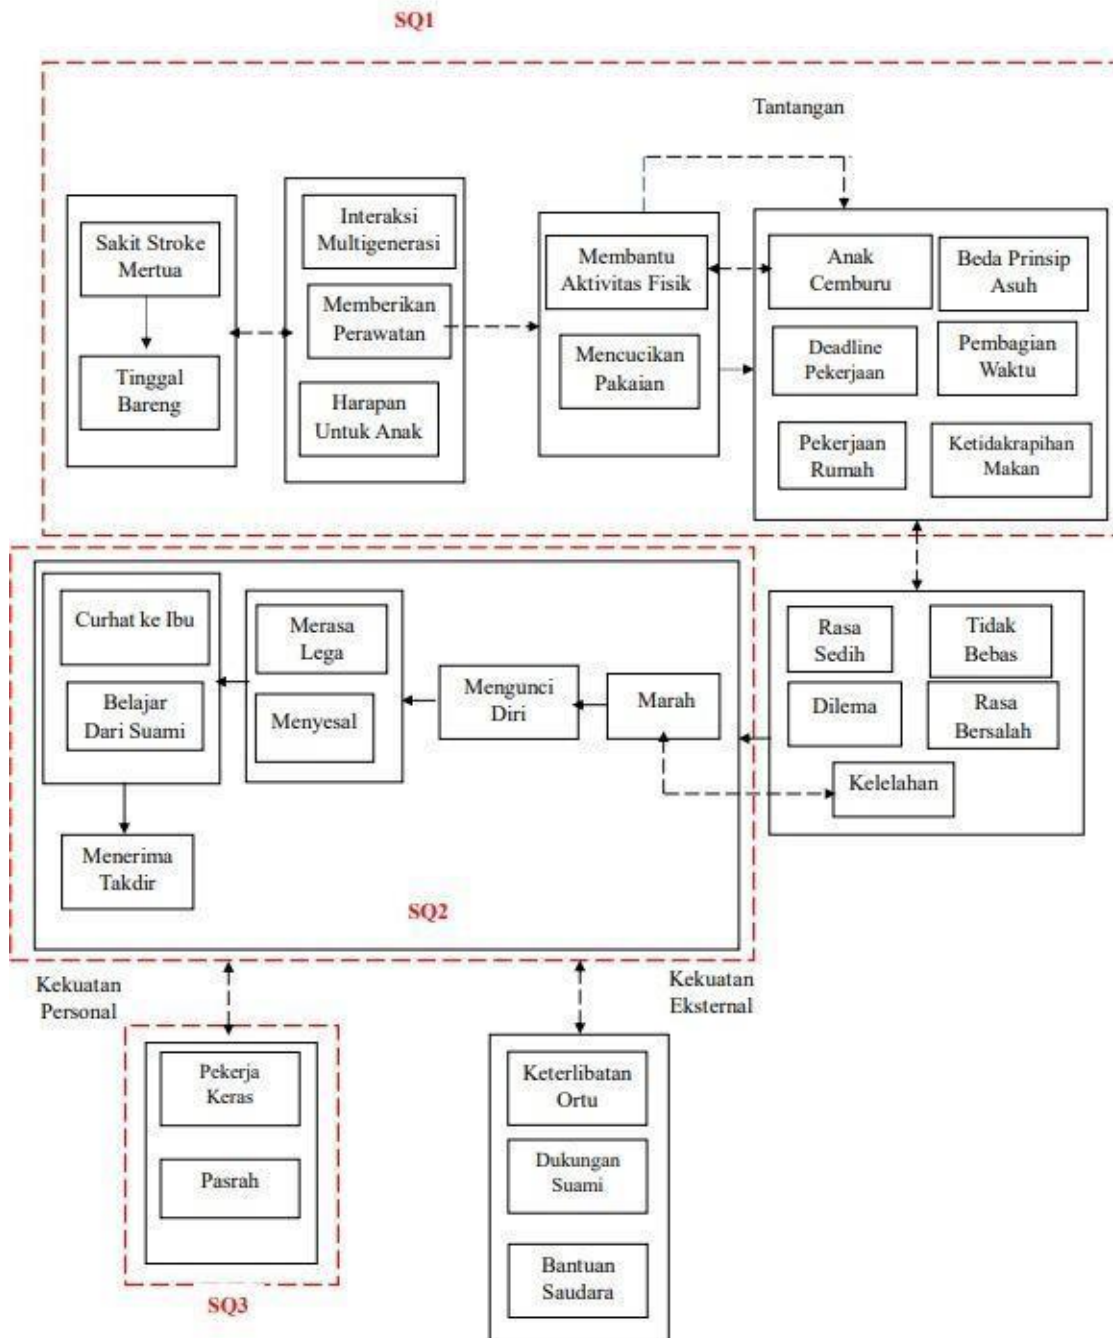 SQ1
Tantangan
Sakit Stroke
Mertua
Tinggal
Bareng
Interaksi
Multigenerasi
Memberikan
Perawatan
Harapan
Untuk Anak
Membantu
Aktivitas Fisik
Mencucikan
Pakaian
Anak
Cemburu
Beda Prinsip
Asuh
Deadline
Pekerjaan
Pembagian
Waktu
Pekerjaan
Rumah
Ketidakrapihan
Makan
Curhat ke Ibu
Belajar
Dari Suami
Menerima
Takdir
Merasa
Lega
Menyesal
Mengunci
Diri
Marah
Rasa
Sedih
Tidak
Bebas
Dilema
Rasa
Bersalah
Kelelahan
SQ2
Kekuatan
Personal
Kekuatan
Eksternal
Pekerja
Keras
Pasrah
SQ3
Keterlibatan
Ortu
Dukungan
Suami
Bantuan
Saudara